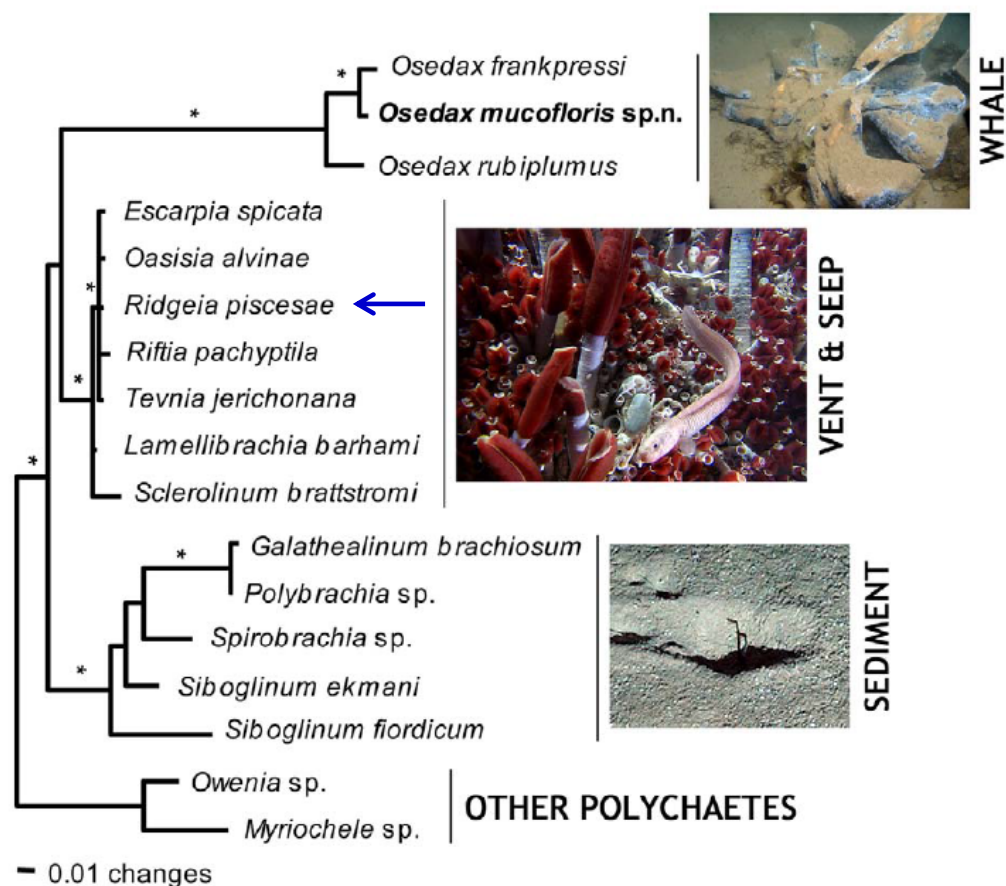 Osedax frankpressi
Osedax mucofloris sp.n.
Osedax rubiplumus
WHALE
Escarpia spicata
Oasisia alvinae
Ridgeia piscesae
Riftia pachyptila
Tevnia jerichonana
Lamellibrachia barhami
Sclerolinum brattstromi
VENT & SEEP
Galathealinum brachiosum
Polybrachia sp.
Spirobrachia sp.
Siboglinum ekmani
Siboglinum fiordicum
SEDIMENT
Owenia sp.
Myriochele sp.
OTHER POLYCHAETES
0.01 changes